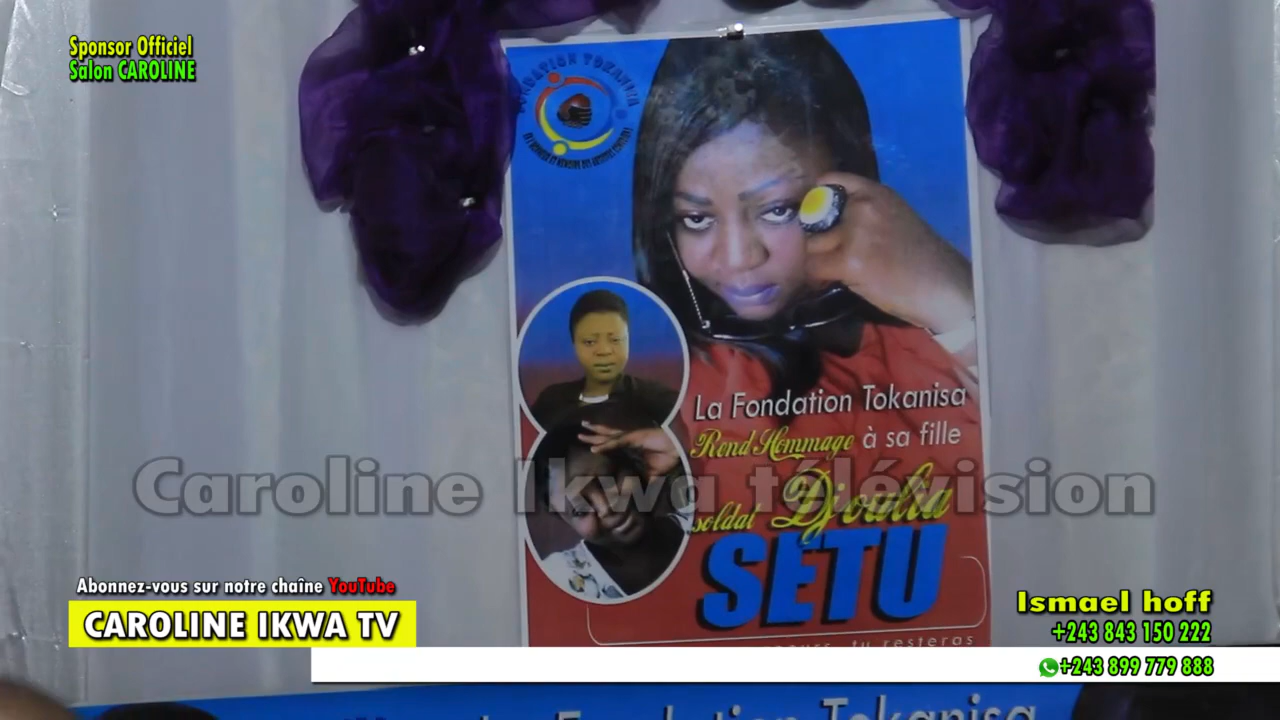 Sponsor Officiel
Salon CAROLINE
FONDATION TOKANISA
La Fondation Tokanisa
Rend Hommage à sa fille
soldat Djoulia
SETU
tu resteras
Caroline Ikwa télévision
Abonnez-vous sur notre chaîne YouTube
CAROLINE IKWA TV
Ismael hoff
+243 843 150 222
+243 899 779 888
Fondation Tokanisa